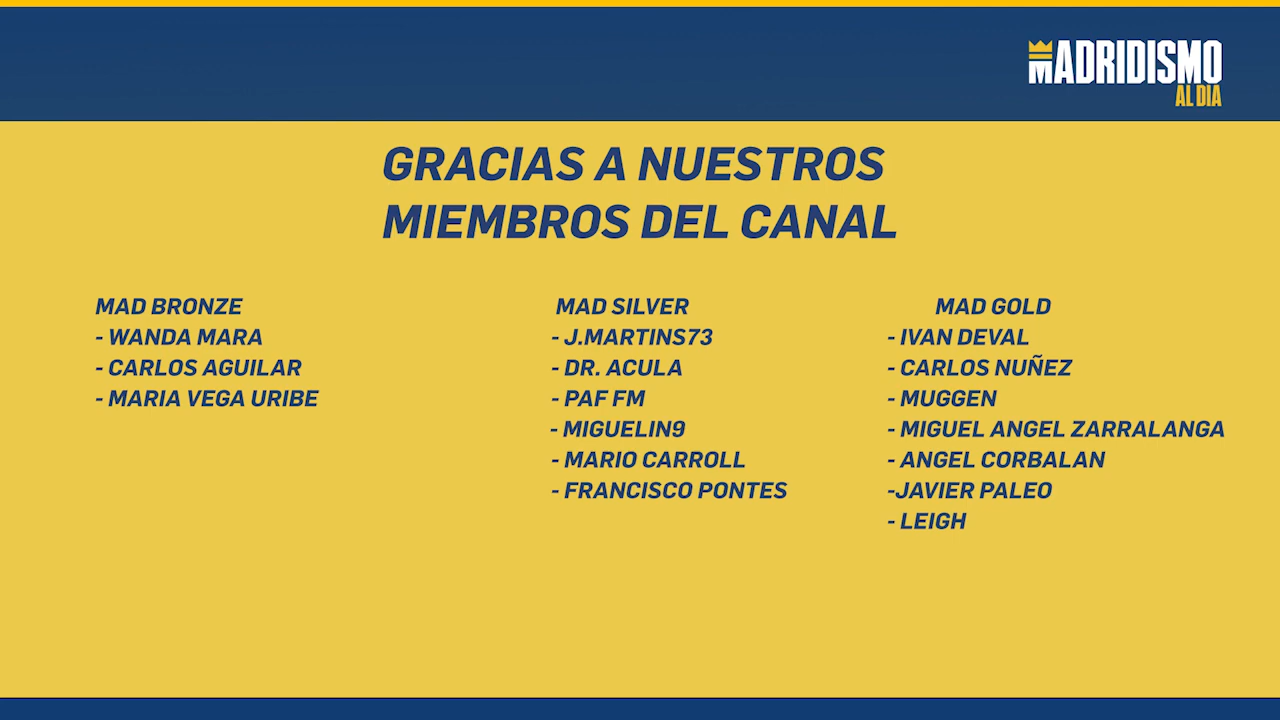 MADRIDISMO
AL DIA
GRACIAS A NUESTROS
MIEMBROS DEL CANAL
MAD BRONZE
- WANDA MARA
- CARLOS AGUILAR
- MARIA VEGA URIBE
MAD SILVER
- J.MARTINS73
- DR. ACULA
- PAF FM
- MIGUELIN9
- MARIO CARROLL
- FRANCISCO PONTES
MAD GOLD
- IVAN DEVAL
- CARLOS NUÑEZ
- MUGGEN
- MIGUEL ANGEL ZARRALANGA
- ANGEL CORBALAN
-JAVIER PALEO
- LEIGH